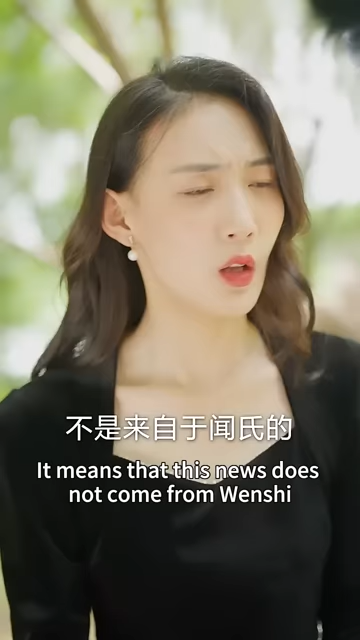 不是来自于闻氏的
It means that this news does
not come from Wenshi